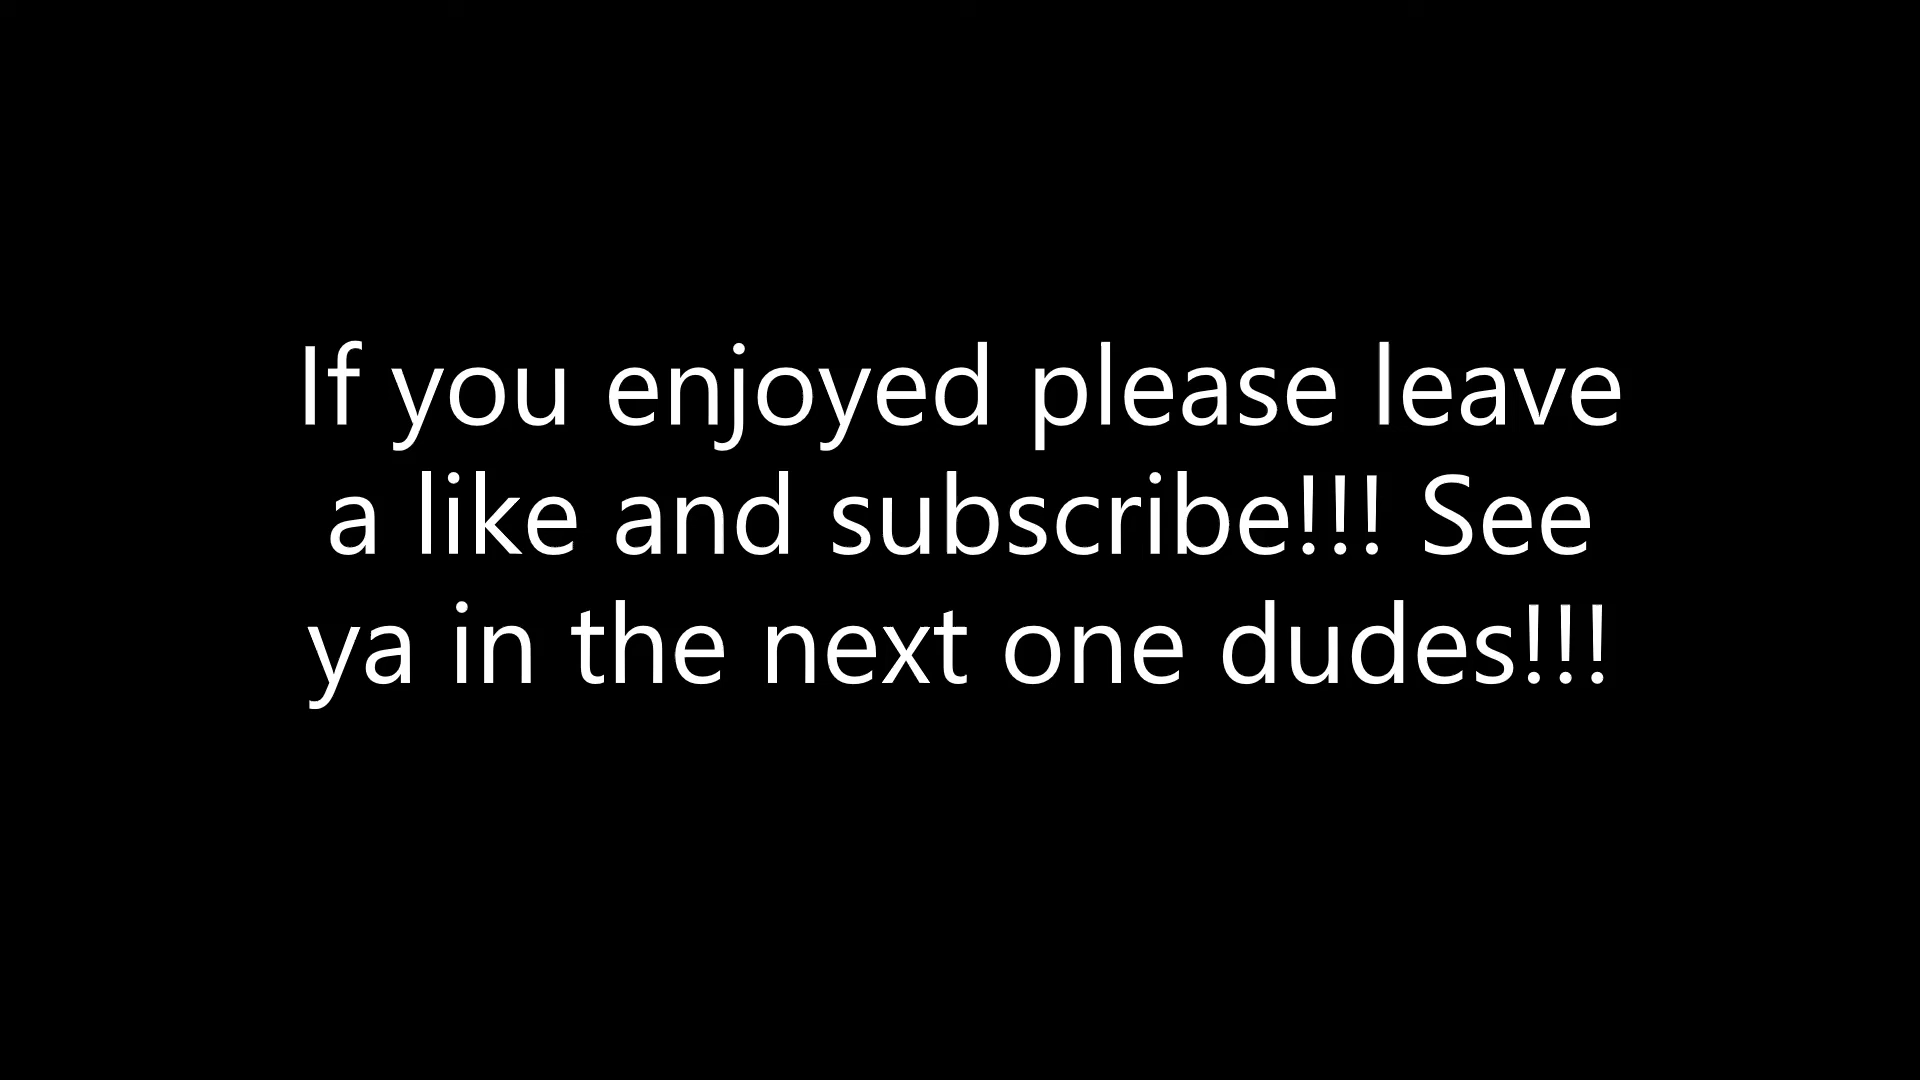 If you enjoyed please leave
a like and subscribe!!! See
ya in the next one dudes!!!